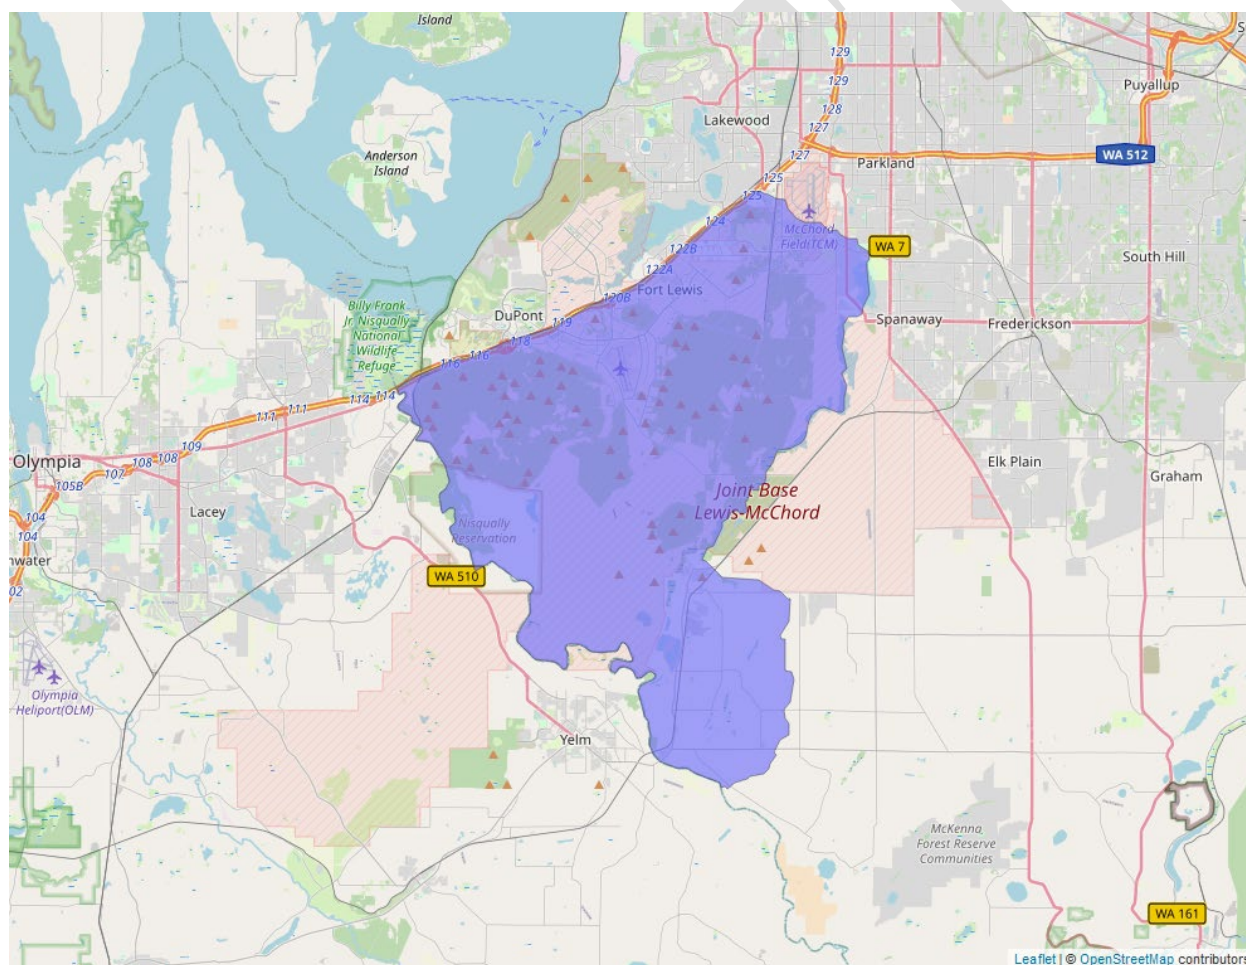 Island
129
129
Puyallup
128
Lakewood
127
127
WA 512
Anderson
Island
Parkland
125
125
124
McChord
Field(TCM)
WA 7
122B
South Hill
122A
Fort Lewis
120B
Billy Frank
Jr. Nisqually
National
Wildlife
Refuge
DuPont
119
Spanaway
Frederickson
118
116
116
114
114
111
111
109
Olympia
108
108
107
105B
Elk Plain
Graham
Joint Base
Lewis-McChord
104
Lacey
104
Nisqually
Reservation
nwater
WA 510
02
Olympia
Heliport(OLM)
Yelm
McKenna
Forest Reserve
Communities
WA 161
Leaflet | © OpenStreetMap contributors